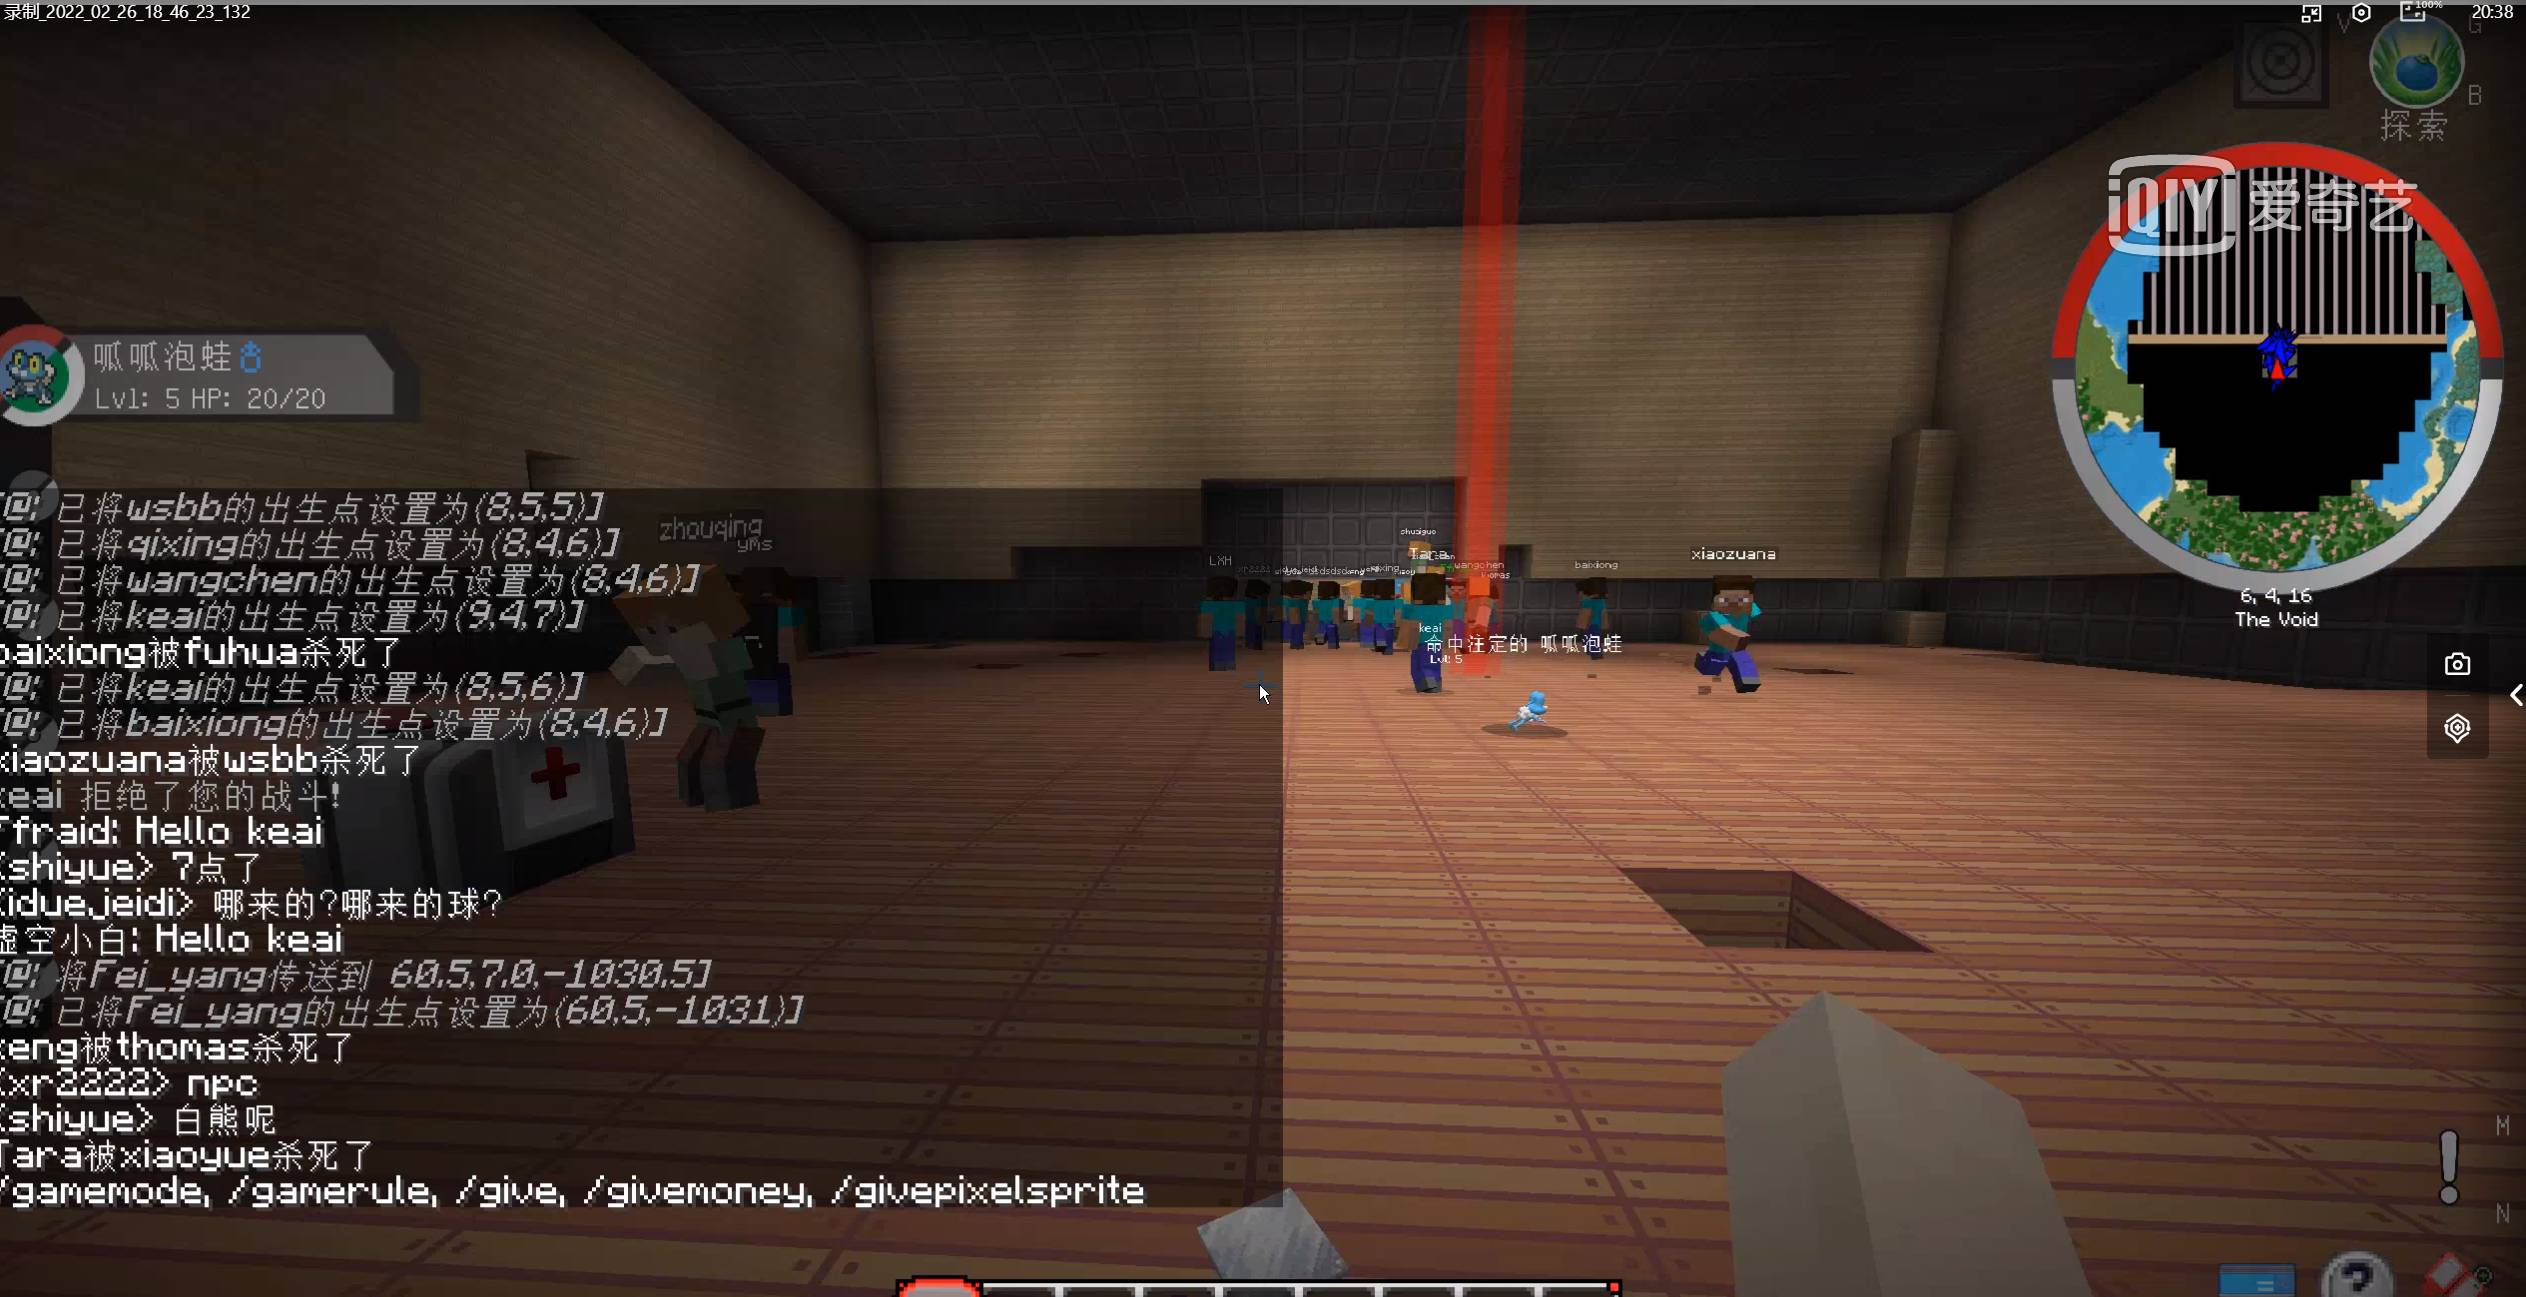 录制_2022_02_26_18_46_23_132
100%
20:38
V
G
B
探索
iQIYI 爱奇艺
呱呱泡蛙
Lvl: 5 HP: 20/20
6, 4, 16
The Void
[@: 已将wsbb的出生点设置为(8,5,5)]
[@: 已将qixing的出生点设置为(8,4,6)]
[@: 已将wangchen的出生点设置为(8,4,6)]
[@: 已将keai的出生点设置为(9,4,7)]
baixiong被fuhua杀死了
[@: 已将keai的出生点设置为(8,5,6)]
[@: 已将baixiong的出生点设置为(8,4,6)]
xiaozuana被wsbb杀死了
keai 拒绝了您的战斗!
ffraid: Hello keai
<shiyue> 7点了
<iduejeidi> 哪来的?哪来的球?
虚空小白: Hello keai
[@: 将Fei_yang传送到 60.5,7.0,-1030.5]
[@: 已将Fei_yang的出生点设置为(60,5,-1031)]
eng被thomas杀死了
<xr2222> npc
<shiyue> 白熊呢
Tara被xiaoyue杀死了
/gamemode, /gamerule, /give, /givemoney, /givepixelsprite
zhouqing
yms
LXH
shuaiguo
Tara
wangchen
baixiong
xiaozuana
keai
命中注定的 呱呱泡蛙
Lvl: 5
M
N